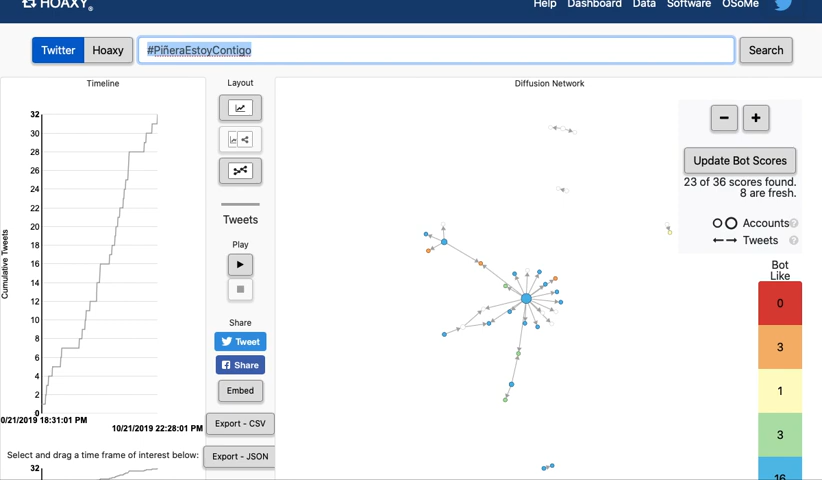 HOAXY®
Help Dashboard Data Software OSoMe
Twitter Hoaxy #PiñeraEstoyContigo Search
Timeline
Layout
Diffusion Network
32
30
28
26
24
22
20
18
16
14
12
10
8
6
4
2
0
Cumulative Tweets
0/21/2019 18:31:01 PM
10/21/2019 22:28:01 PM
Select and drag a time frame of interest below:
32
Tweets
Play
Share
Tweet
Share
Embed
Export - CSV
Export - JSON
− +
Update Bot Scores
23 of 36 scores found.
8 are fresh.
Accounts ?
Tweets ?
Bot
Like
0
3
1
3
16